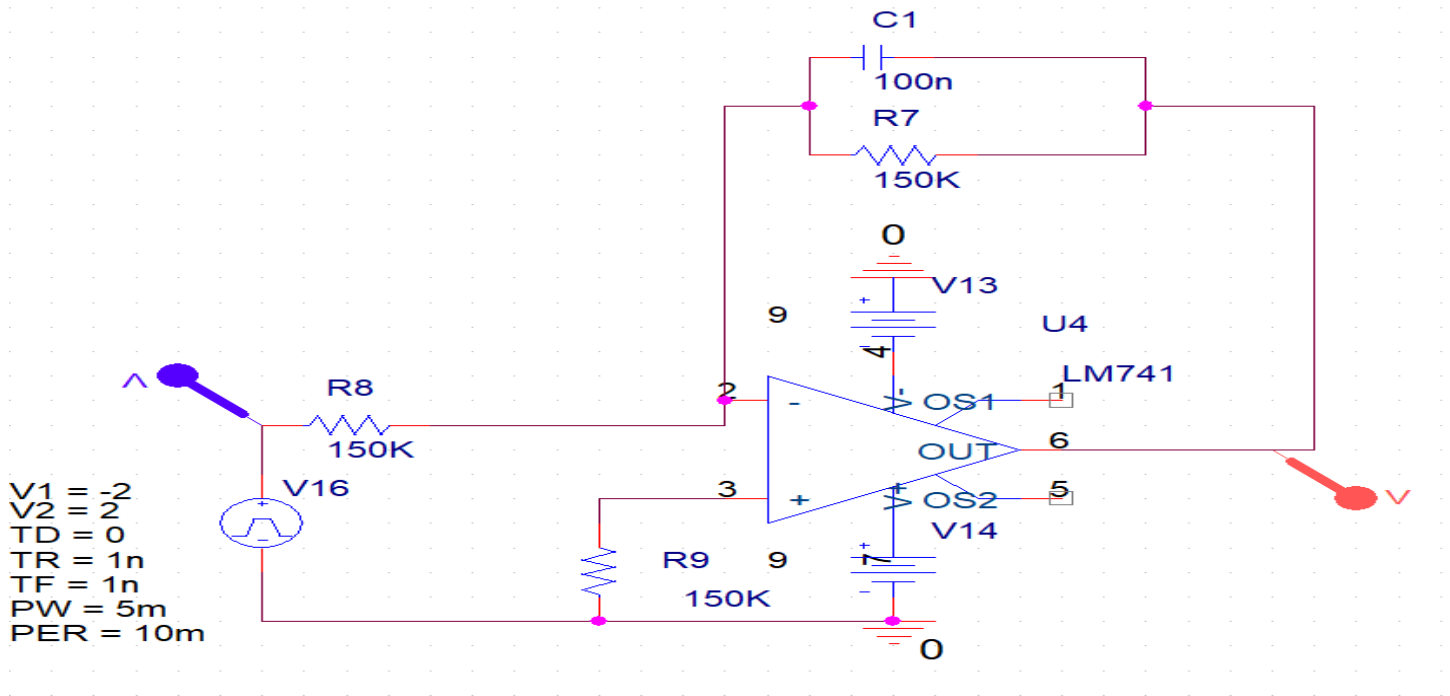 C1
100n
R7
150K
0
V13
9
4
U4
LM741
2
-
V-
OS1
1
R8
150K
OUT
6
V16
3
+
V+
OS2
5
V14
V1 = -2
V2 = 2
TD = 0
TR = 1n
TF = 1n
PW = 5m
PER = 10m
R9
150K
9
7
0
V
V
+
-
+
-
+
-